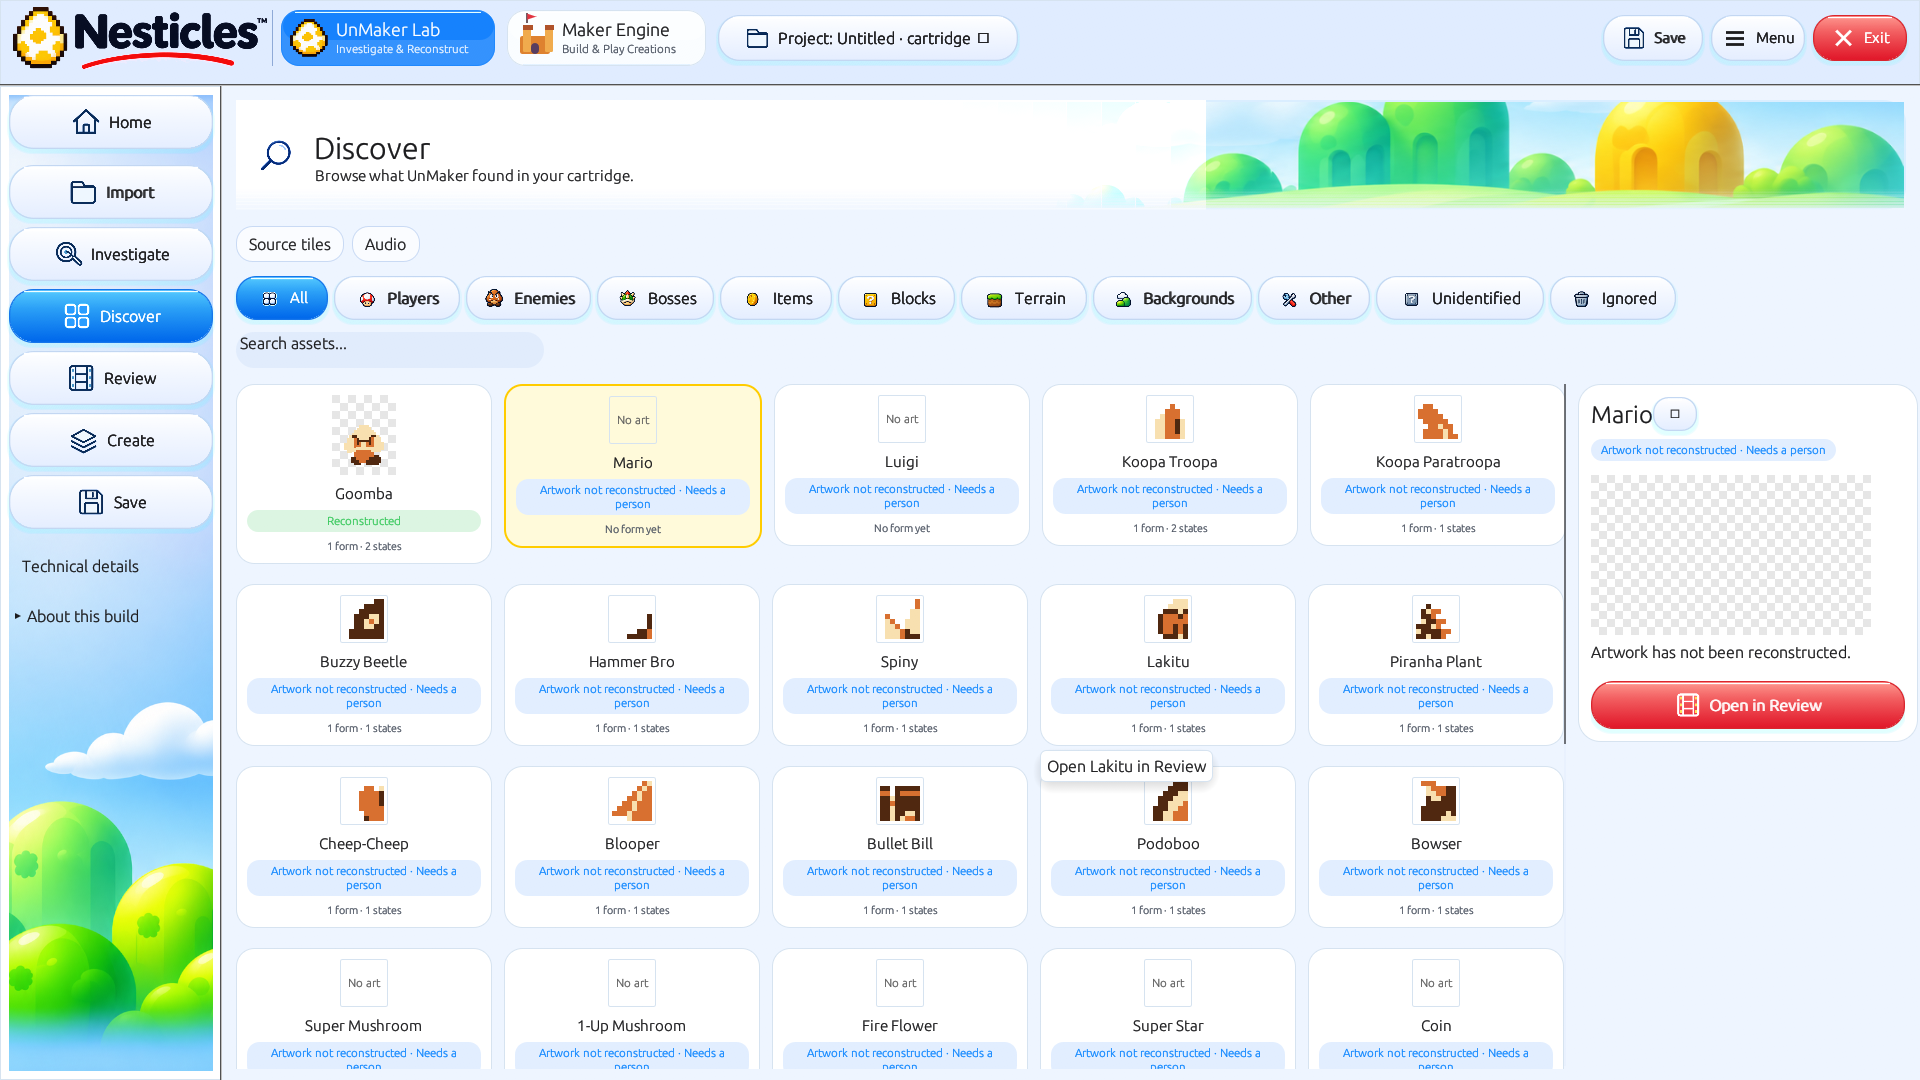 Nesticles™
UnMaker Lab
Investigate & Reconstruct
Maker Engine
Build & Play Creations
Project: Untitled · cartridge
Save
Menu
Exit
Home
Import
Investigate
Discover
Review
Create
Save
Technical details
About this build
Discover
Browse what UnMaker found in your cartridge.
Source tiles
Audio
All
Players
Enemies
Bosses
Items
Blocks
Terrain
Backgrounds
Other
Unidentified
Ignored
Search assets...
Goomba
Reconstructed
1 form · 2 states
No art
Mario
Artwork not reconstructed · Needs a
person
No form yet
No art
Luigi
Artwork not reconstructed · Needs a
person
No form yet
Koopa Troopa
Artwork not reconstructed · Needs a
person
1 form · 2 states
Koopa Paratroopa
Artwork not reconstructed · Needs a
person
1 form · 1 states
Buzzy Beetle
Artwork not reconstructed · Needs a
person
1 form · 1 states
Hammer Bro
Artwork not reconstructed · Needs a
person
1 form · 1 states
Spiny
Artwork not reconstructed · Needs a
person
1 form · 1 states
Lakitu
Artwork not reconstructed · Needs a
person
1 form · 1 states
Piranha Plant
Artwork not reconstructed · Needs a
person
1 form · 1 states
Open Lakitu in Review
Cheep-Cheep
Artwork not reconstructed · Needs a
person
1 form · 1 states
Blooper
Artwork not reconstructed · Needs a
person
1 form · 1 states
Bullet Bill
Artwork not reconstructed · Needs a
person
1 form · 1 states
Podoboo
Artwork not reconstructed · Needs a
person
1 form · 1 states
Bowser
Artwork not reconstructed · Needs a
person
1 form · 1 states
No art
Super Mushroom
Artwork not reconstructed · Needs a
person
No art
1-Up Mushroom
Artwork not reconstructed · Needs a
person
No art
Fire Flower
Artwork not reconstructed · Needs a
person
No art
Super Star
Artwork not reconstructed · Needs a
person
No art
Coin
Artwork not reconstructed · Needs a
person
Mario
Artwork not reconstructed · Needs a person
Artwork has not been reconstructed.
Open in Review